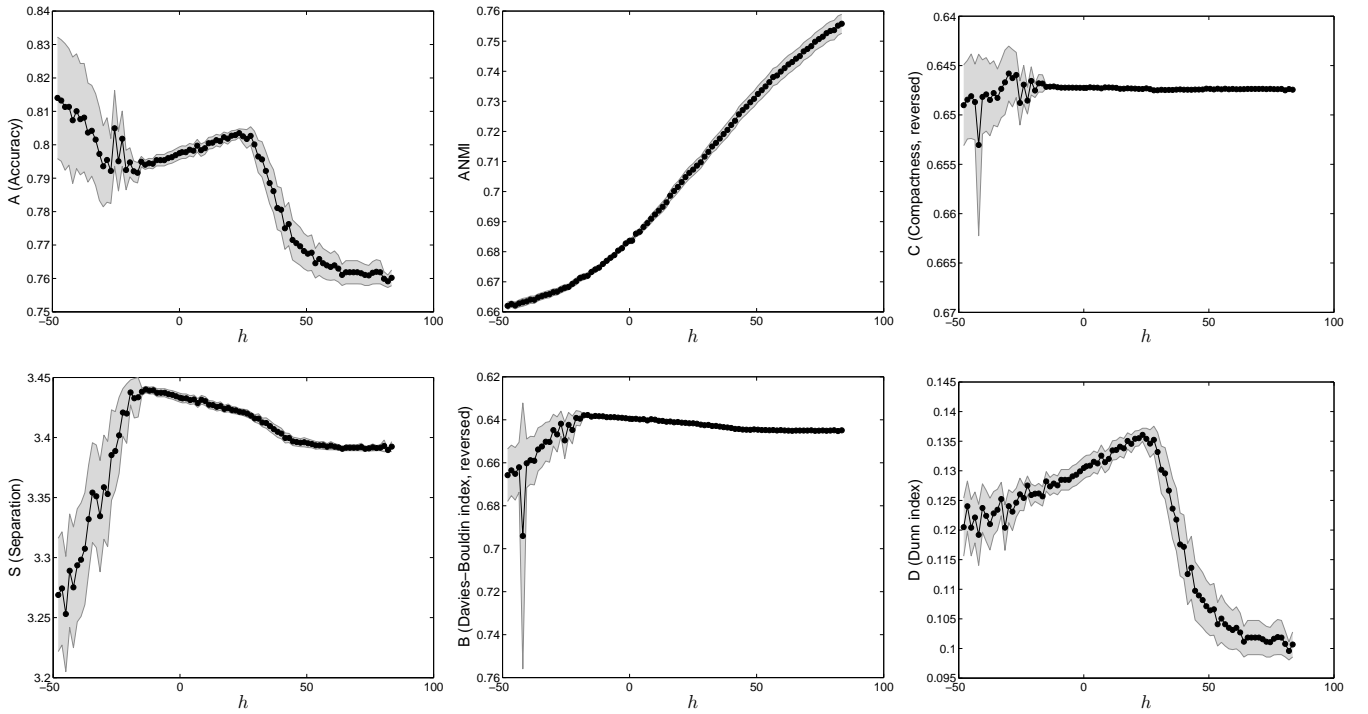 0.84
0.83
0.82
0.81
0.8
0.79
0.78
0.77
0.76
0.75
A (Accuracy)
−50 0 50 100
h
0.76
0.75
0.74
0.73
0.72
0.71
0.7
0.69
0.68
0.67
0.66
ANMI
−50 0 50 100
h
0.64
0.645
0.65
0.655
0.66
0.665
0.67
C (Compactness, reversed)
−50 0 50 100
h
3.45
3.4
3.35
3.3
3.25
3.2
S (Separation)
−50 0 50 100
h
0.62
0.64
0.66
0.68
0.7
0.72
0.74
0.76
B (Davies−Bouldin index, reversed)
−50 0 50 100
h
0.145
0.14
0.135
0.13
0.125
0.12
0.115
0.11
0.105
0.1
0.095
D (Dunn index)
−50 0 50 100
h